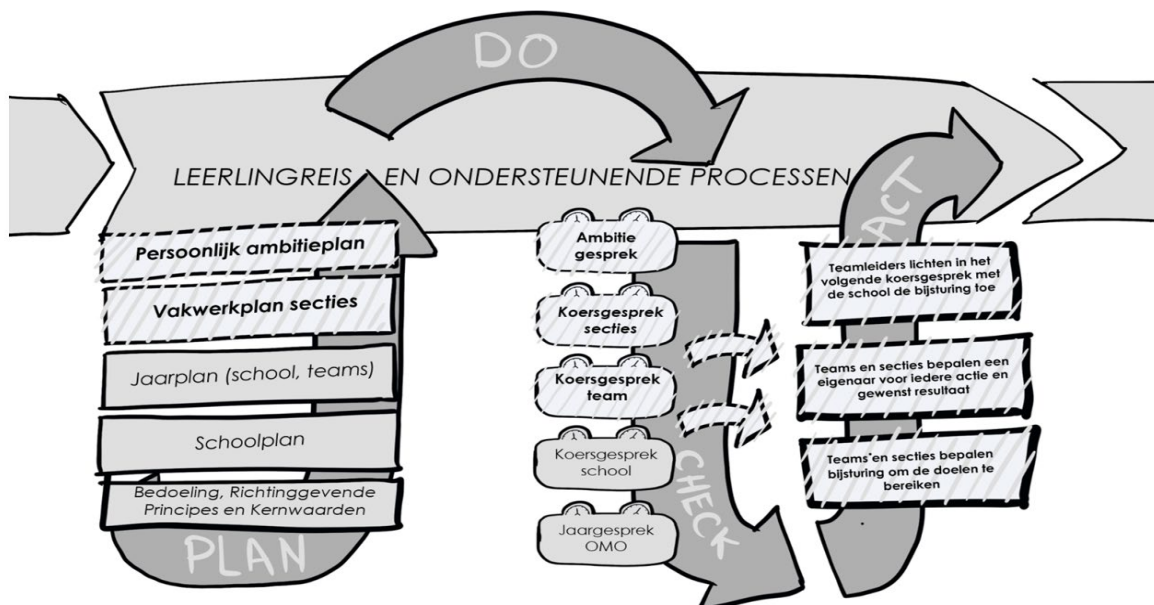 DO
LEERLINGREIS - EN ONDERSTEUNENDE PROCESSEN
Persoonlijk ambitieplan
Vakwerkplan secties
Jaarplan (school, teams)
Schoolplan
Bedoeling, Richtinggevende
Principes en Kernwaarden
PLAN
Ambitie
gesprek
Koersgesprek
secties
Koersgesprek
team
Koersgesprek
school
Jaargesprek
OMO
CHECK
ACT
Teamleiders lichten in het
volgende koersgesprek met
de school de bijsturing toe
Teams en secties bepalen een
eigenaar voor iedere actie en
gewenst resultaat
Teams en secties bepalen
bijsturing om de doelen te
bereiken